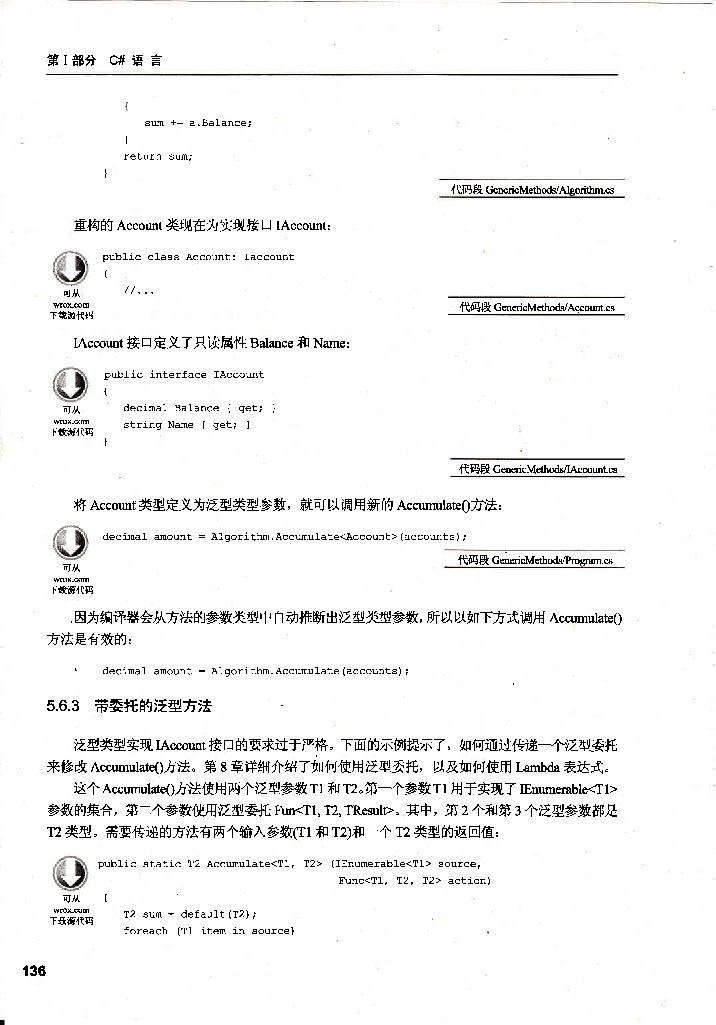 第 I 部分 C# 语 言
{
sum += a.Balance;
}
return sum;
}
代码段 GenericMethods/Algorithm.cs
重构的 Account 类现在为实现接口 IAccount：
public class Account: Iaccount
{
//...
可从
wrox.com
下载源代码
代码段 GenericMethods/Account.cs
IAccount 接口定义了只读属性 Balance 和 Name：
public interface IAccount
{
decimal Balance { get; }
string Name { get; }
}
可从
wrox.com
下载源代码
代码段 GenericMethods/IAccount.cs
将 Account 类型定义为泛型类型参数，就可以调用新的 Accumulate()方法：
decimal amount = Algorithm.Accumulate<Account>(accounts);
可从
wrox.com
下载源代码
代码段 GenericMethods/Program.cs
因为编译器会从方法的参数类型中自动推断出泛型类型参数，所以以如下方式调用 Accumulate()
方法是有效的：
decimal amount = Algorithm.Accumulate(accounts);
5.6.3 带委托的泛型方法
泛型类型实现 IAccount 接口的要求过于严格。下面的示例提示了，如何通过传递一个泛型委托
来修改 Accumulate()方法。第 8 章详细介绍了如何使用泛型委托，以及如何使用 Lambda 表达式。
这个 Accumulate()方法使用两个泛型参数 T1 和 T2。第一个参数 T1 用于实现了 IEnumerable<T1>
参数的集合，第二个参数使用泛型委托 Fun<T1, T2, TResult>。其中，第 2 个和第 3 个泛型参数都是
T2 类型。需要传递的方法有两个输入参数(T1 和 T2)和一个 T2 类型的返回值：
public static T2 Accumulate<T1, T2> (IEnumerable<T1> source,
Func<T1, T2, T2> action)
{
T2 sum = default(T2);
foreach (T1 item in source)
可从
wrox.com
下载源代码
136